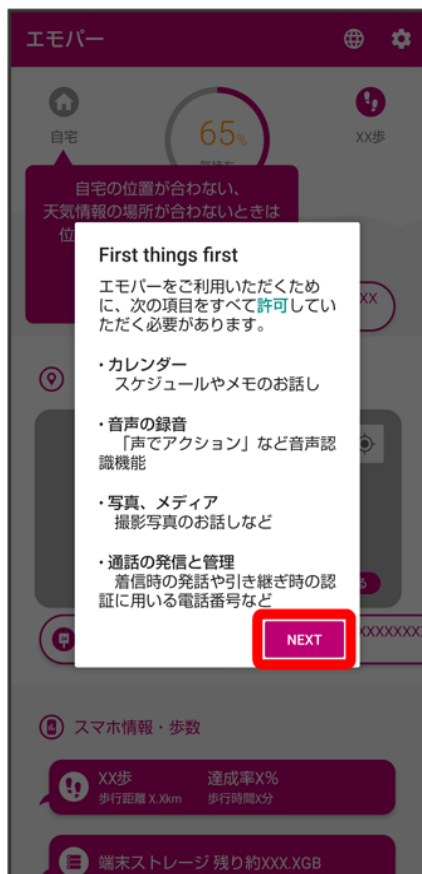 エモパー
自宅
65%
XX歩
自宅の位置が合わない、
天気情報の場所が合わないときは
位
First things first
エモパーをご利用いただくため
に、次の項目をすべて許可してい
ただく必要があります。
・カレンダー
スケジュールやメモのお話し
・音声の録音
「声でアクション」など音声認
識機能
・写真、メディア
撮影写真のお話しなど
・通話の発信と管理
着信時の発話や引き継ぎ時の認
証に用いる電話番号など
NEXT
XX
る
XXXXXXX
スマホ情報・歩数
XX歩 達成率X%
歩行距離 X.Xkm 歩行時間X分
端末ストレージ 残り約XXX.XGB